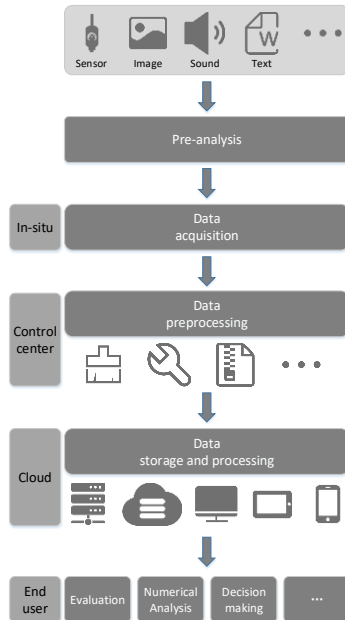 Sensor Image Sound Text
W
Pre-analysis
In-situ
Data
acquisition
Control
center
Data
preprocessing
Cloud
Data
storage and processing
End
user
Evaluation
Numerical
Analysis
Decision
making
...